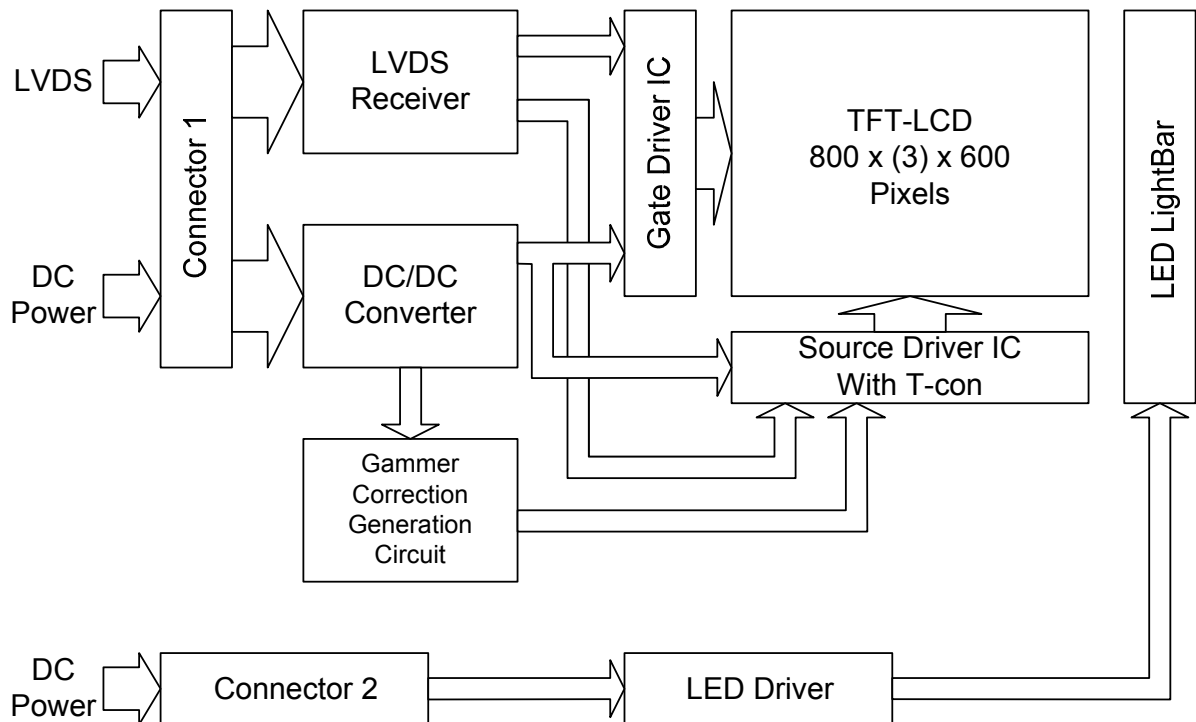 LVDS
Connector 1
LVDS
Receiver
Gate Driver IC
TFT-LCD
800 x (3) x 600
Pixels
LED LightBar
DC
Power
DC/DC
Converter
Source Driver IC
With T-con
Gammer
Correction
Generation
Circuit
DC
Power
Connector 2
LED Driver